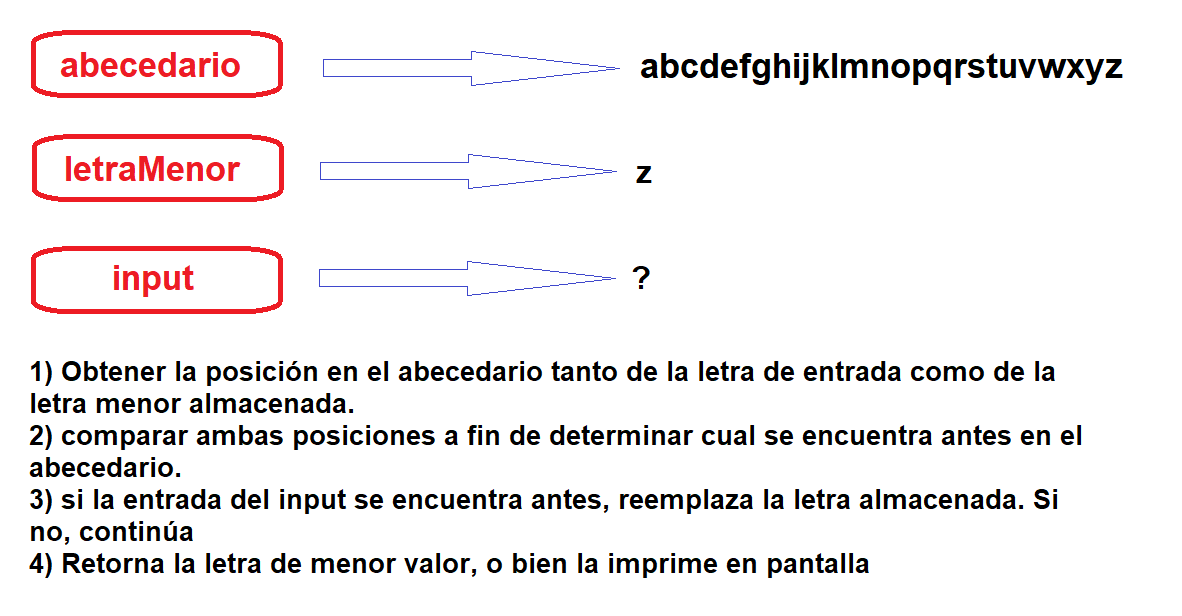 abecedario abcdefghijklmnopqrstuvwxyz
letraMenor z
input ?
1) Obtener la posición en el abecedario tanto de la letra de entrada como de la
letra menor almacenada.
2) comparar ambas posiciones a fin de determinar cual se encuentra antes en el
abecedario.
3) si la entrada del input se encuentra antes, reemplaza la letra almacenada. Si
no, continúa
4) Retorna la letra de menor valor, o bien la imprime en pantalla